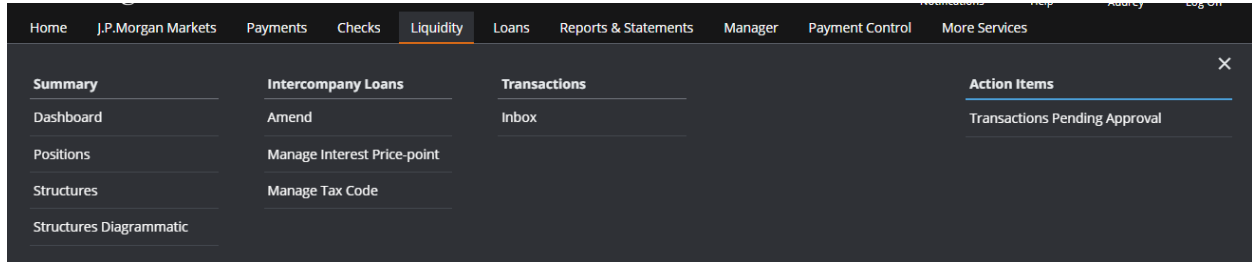 Home J.P.Morgan Markets Payments Checks Liquidity Loans Reports & Statements Manager Payment Control More Services
Summary Intercompany Loans Transactions Action Items
Dashboard Amend Inbox Transactions Pending Approval
Positions Manage Interest Price-point
Structures Manage Tax Code
Structures Diagrammatic